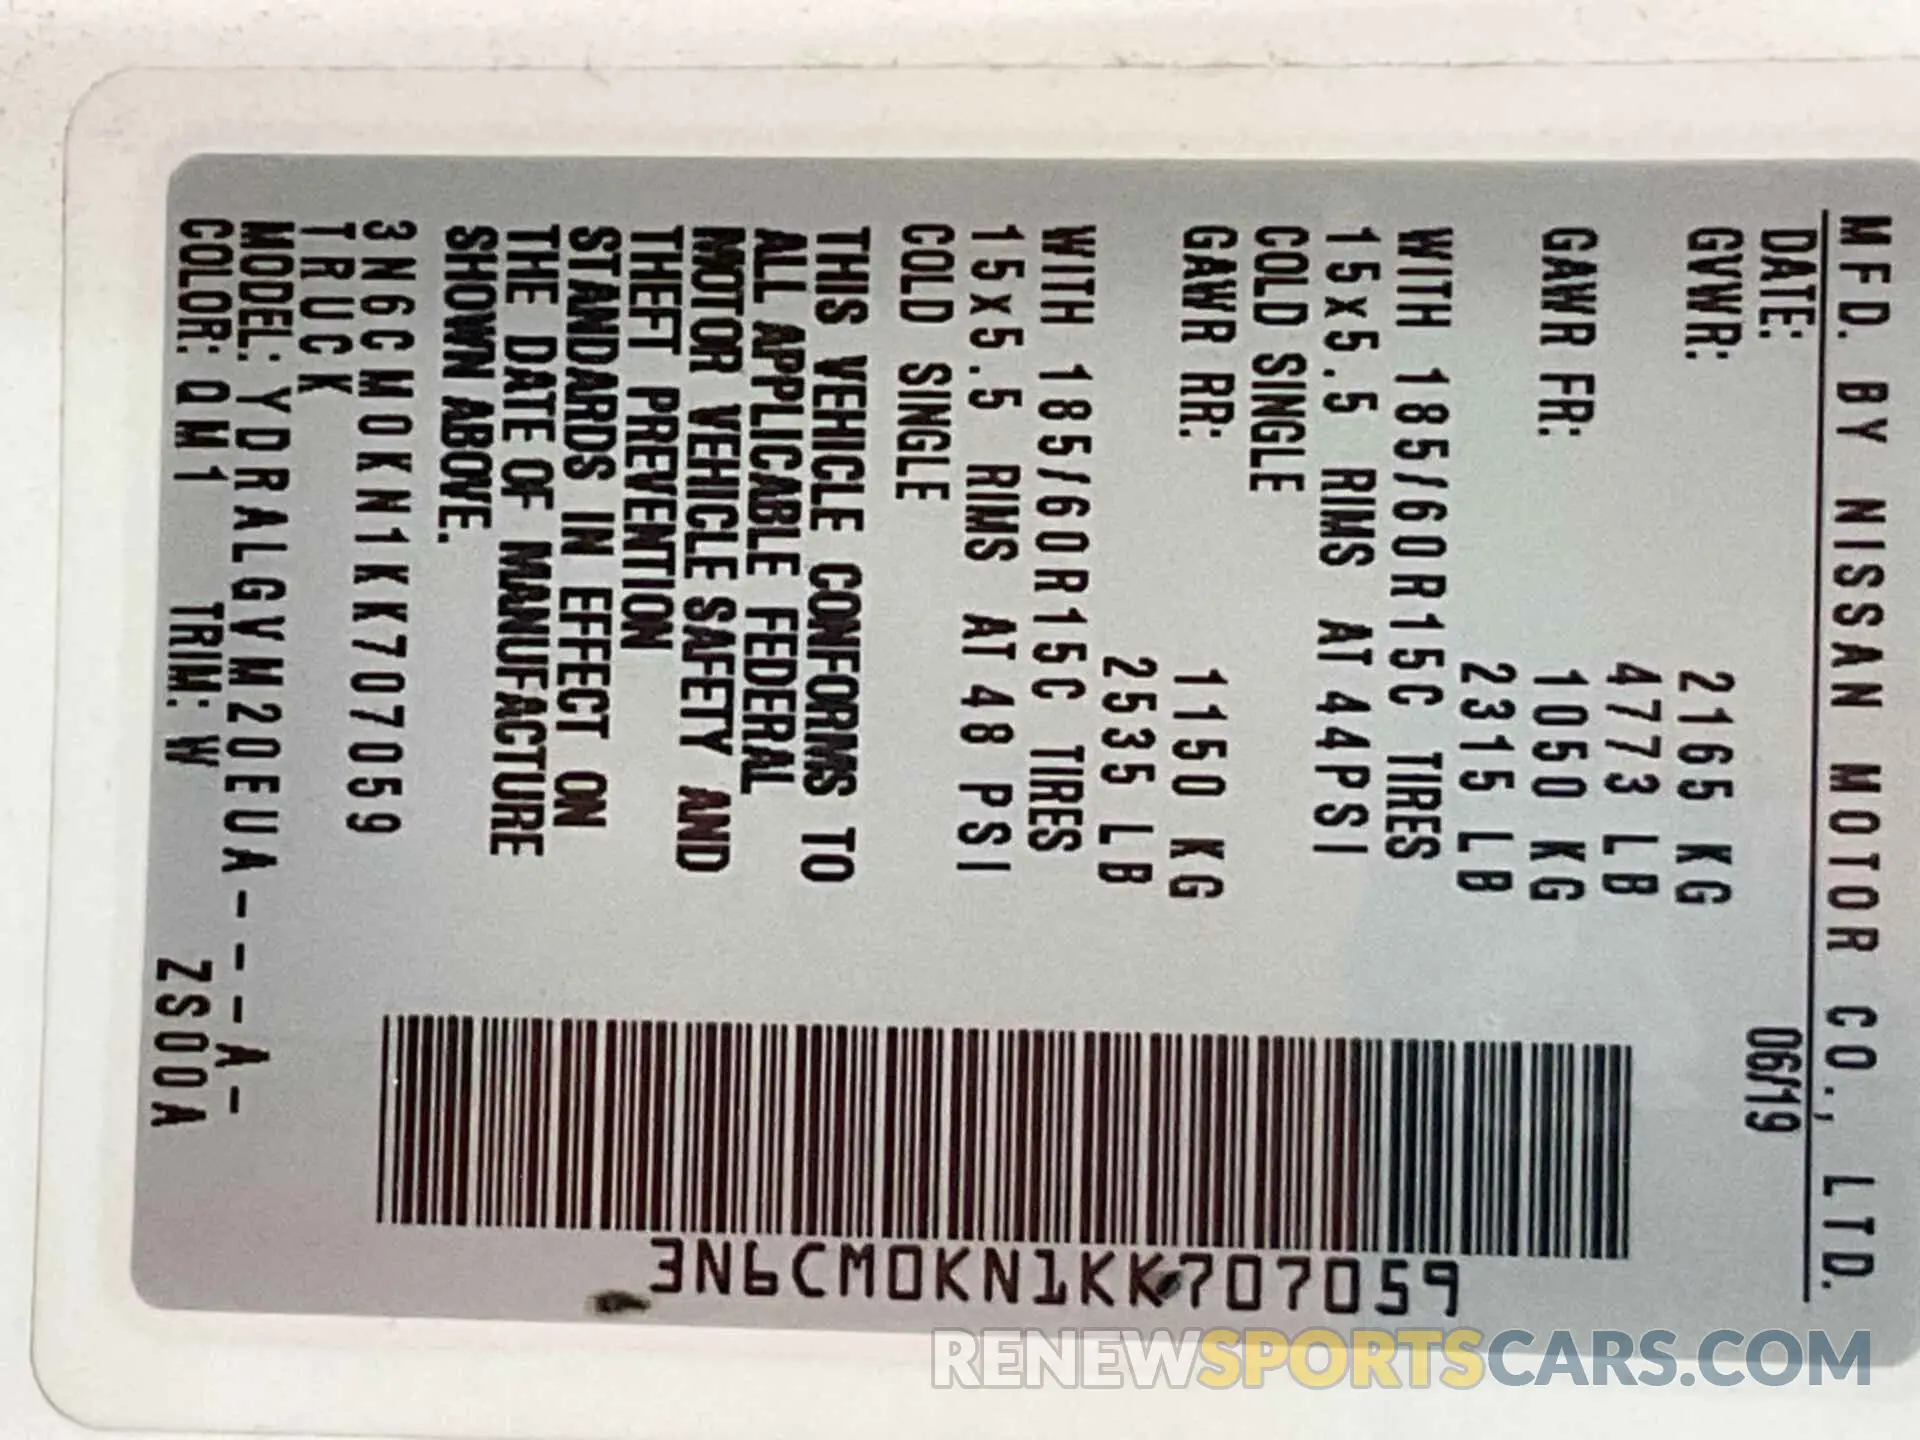 MFD. BY NISSAN MOTOR CO., LTD.
DATE: 06/19
GVWR: 2165 KG
4773 LB
GAWR FR: 1050 KG
2315 LB
WITH 185/60R15C TIRES
15x5.5 RIMS AT 44PSI
COLD SINGLE
GAWR RR: 1150 KG
2535 LB
WITH 185/60R15C TIRES
15x5.5 RIMS AT 48 PSI
COLD SINGLE
THIS VEHICLE CONFORMS TO
ALL APPLICABLE FEDERAL
MOTOR VEHICLE SAFETY AND
THEFT PREVENTION
STANDARDS IN EFFECT ON
THE DATE OF MANUFACTURE
SHOWN ABOVE.
3N6CM0KN1KK707059
TRUCK
MODEL: YDRALGVM20EUA----A-
COLOR: QM1 TRIM: W ZS00A
3N6CM0KN1KK707059
RENEWSPORTSCARS.COM